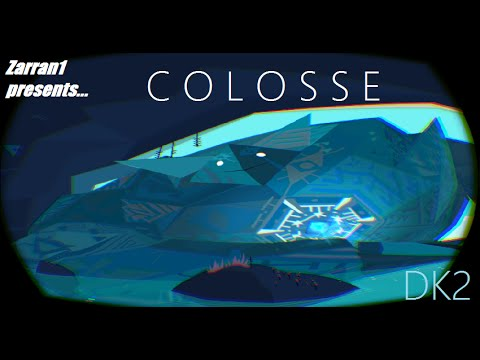 Zarran1
presents...
COLOSSE
DK2